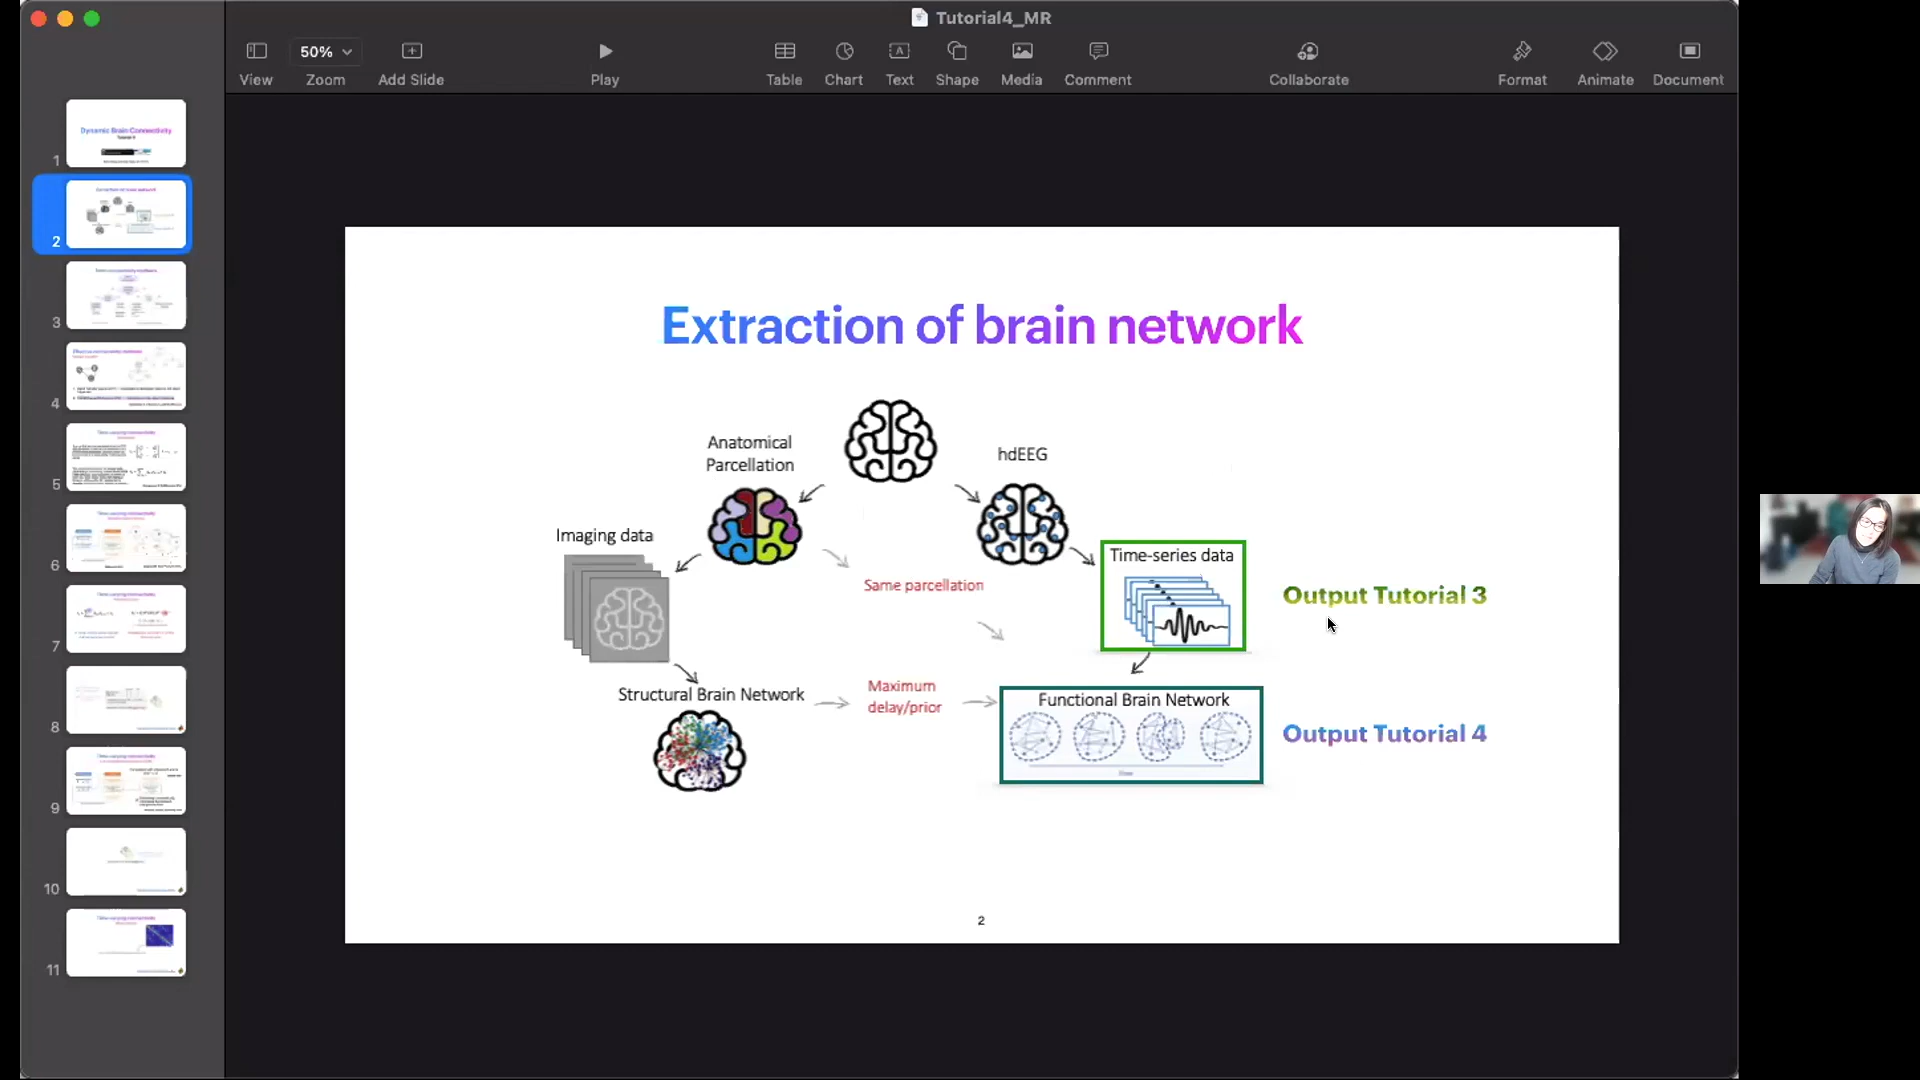 Tutorial4_MR
50%
View
Zoom
Add Slide
Play
Table
Chart
Text
Shape
Media
Comment
Collaborate
Format
Animate
Document
Dynamic Brain Connectivity
1
2
3
4
5
6
7
8
9
10
11
Extraction of brain network
Anatomical
Parcellation
hdEEG
Imaging data
Time-series data
Same parcellation
Output Tutorial 3
Structural Brain Network
Maximum
delay/prior
Functional Brain Network
Output Tutorial 4
2